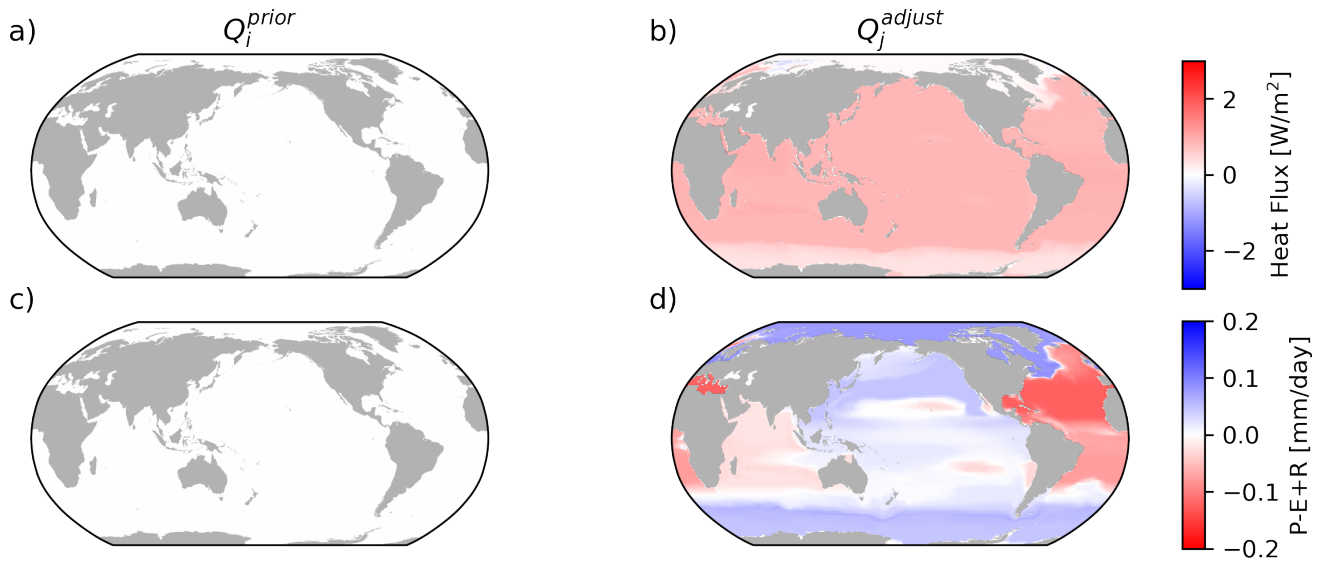 a)
Q_i^{prior}
b)
Q_j^{adjust}
2
0
−2
Heat Flux [W/m²]
c)
d)
0.2
0.1
0.0
−0.1
−0.2
P-E+R [mm/day]